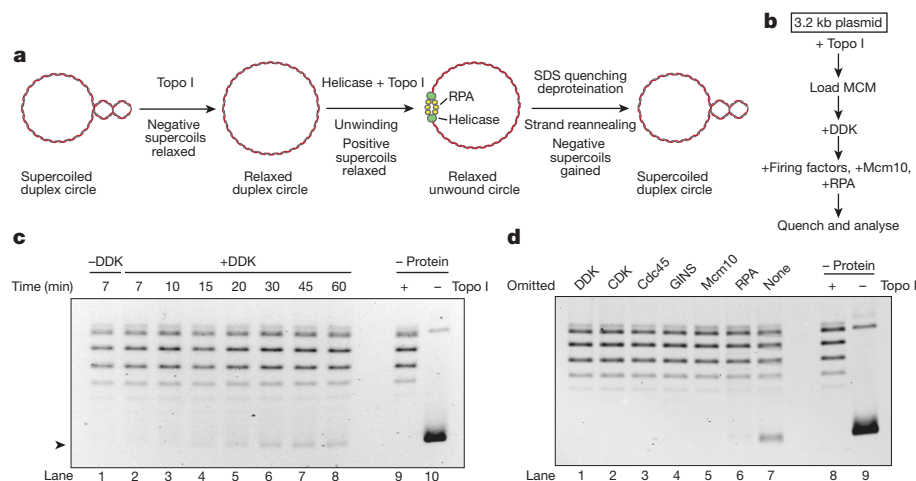 a
Topo I
Negative
supercoils
relaxed
Helicase + Topo I
Unwinding
Positive
supercoils
relaxed
RPA
Helicase
SDS quenching
deproteination
Strand reannealing
Negative
supercoils
gained
Supercoiled
duplex circle
Relaxed
duplex circle
Relaxed
unwound circle
Supercoiled
duplex circle
b
3.2 kb plasmid
+ Topo I
Load MCM
+DDK
+Firing factors, +Mcm10,
+RPA
Quench and analyse
c
–DDK +DDK – Protein
Time (min) 7 7 10 15 20 30 45 60 + – Topo I
Lane 1 2 3 4 5 6 7 8 9 10
d
Omitted DDK CDK Cdc45 GINS Mcm10 RPA None
– Protein
+ – Topo I
Lane 1 2 3 4 5 6 7 8 9